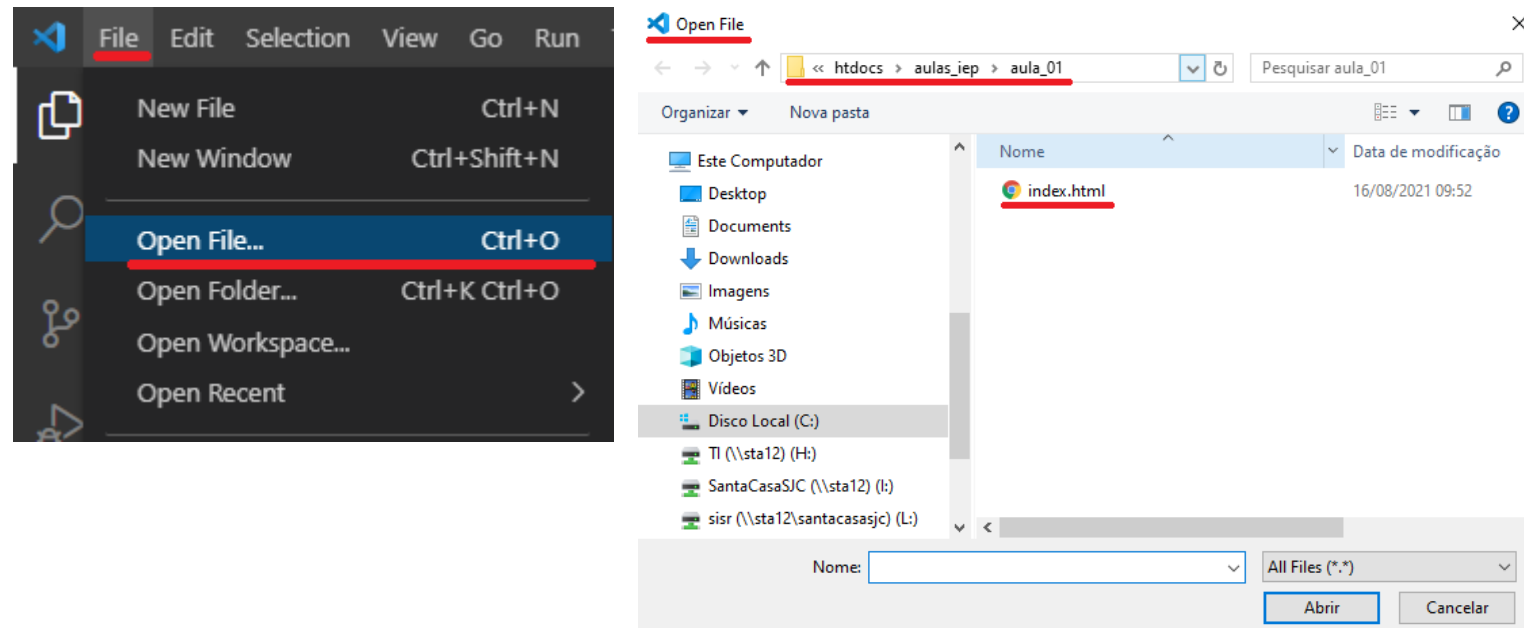 File Edit Selection View Go Run
New File Ctrl+N
New Window Ctrl+Shift+N
Open File... Ctrl+O
Open Folder... Ctrl+K Ctrl+O
Open Workspace...
Open Recent
Open File
« htdocs › aulas_iep › aula_01
Pesquisar aula_01
Organizar
Nova pasta
Este Computador
Desktop
Documents
Downloads
Imagens
Músicas
Objetos 3D
Vídeos
Disco Local (C:)
TI (\\sta12) (H:)
SantaCasaSJC (\\sta12) (I:)
sisr (\\sta12\santacasasjc) (L:)
Nome Data de modificação
index.html 16/08/2021 09:52
Nome:
All Files (*.*)
Abrir Cancelar